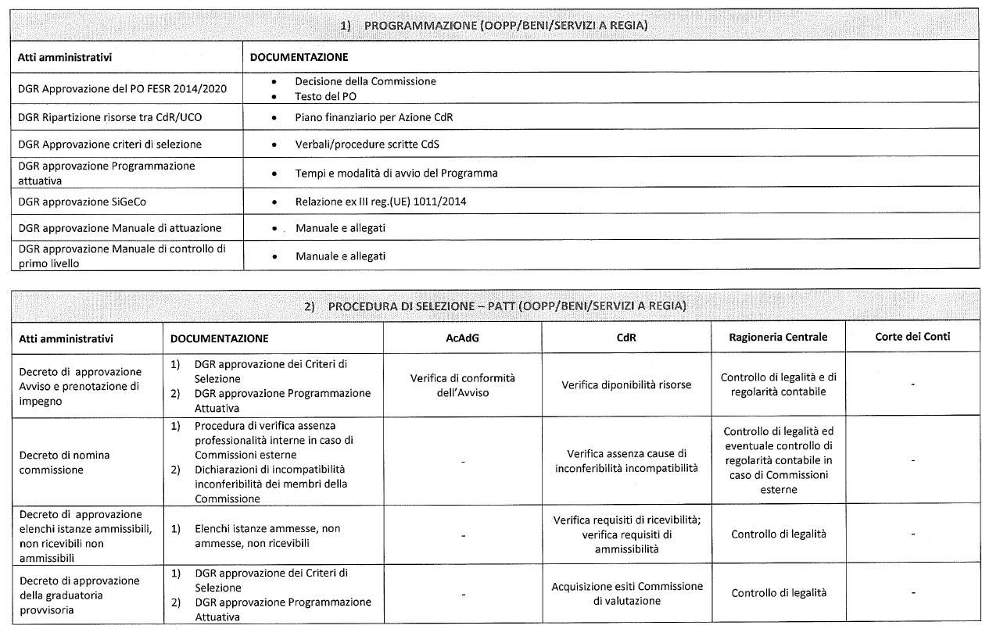 1) PROGRAMMAZIONE (OOPP/BENI/SERVIZI A REGIA)
Atti amministrativi
DOCUMENTAZIONE
DGR Approvazione del PO FESR 2014/2020
• Decisione della Commissione
• Testo del PO
DGR Ripartizione risorse tra CdR/UCO
• Piano finanziario per Azione CdR
DGR Approvazione criteri di selezione
• Verbali/procedure scritte CdS
DGR approvazione Programmazione
attuativa
• Tempi e modalità di avvio del Programma
DGR approvazione SiGeCo
• Relazione ex III reg.(UE) 1011/2014
DGR approvazione Manuale di attuazione
• Manuale e allegati
DGR approvazione Manuale di controllo di
primo livello
• Manuale e allegati
2) PROCEDURA DI SELEZIONE – PATT (OOPP/BENI/SERVIZI A REGIA)
Atti amministrativi
DOCUMENTAZIONE
AcAdG
CdR
Ragioneria Centrale
Corte dei Conti
Decreto di approvazione
Avviso e prenotazione di
impegno
1) DGR approvazione dei Criteri di
Selezione
2) DGR approvazione Programmazione
Attuativa
Verifica di conformità
dell'Avviso
Verifica diponibilità risorse
Controllo di legalità e di
regolarità contabile
-
Decreto di nomina
commissione
1) Procedura di verifica assenza
professionalità interne in caso di
Commissioni esterne
2) Dichiarazioni di incompatibilità
inconferibilità dei membri della
Commissione
-
Verifica assenza cause di
inconferibilità incompatibilità
Controllo di legalità ed
eventuale controllo di
regolarità contabile in
caso di Commissioni
esterne
-
Decreto di approvazione
elenchi istanze ammissibili,
non ricevibili non
ammissibili
1) Elenchi istanze ammesse, non
ammesse, non ricevibili
-
Verifica requisiti di ricevibilità;
verifica requisiti di
ammissibilità
Controllo di legalità
-
Decreto di approvazione
della graduatoria
provvisoria
1) DGR approvazione dei Criteri di
Selezione
2) DGR approvazione Programmazione
Attuativa
-
Acquisizione esiti Commissione
di valutazione
Controllo di legalità
-